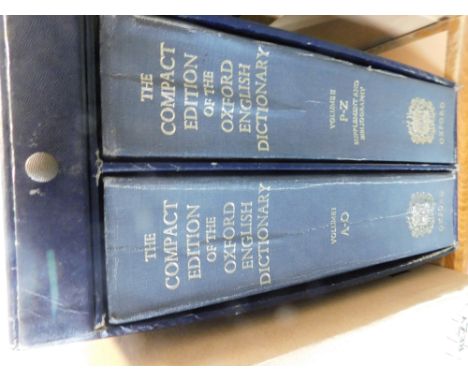 THE
COMPACT
EDITION
OF THE
OXFORD
ENGLISH
DICTIONARY
VOLUME II
P-Z
SUPPLEMENT AND
BIBLIOGRAPHY
OXFORD
THE
COMPACT
EDITION
OF THE
OXFORD
ENGLISH
DICTIONARY
VOLUME I
A-O
OXFORD